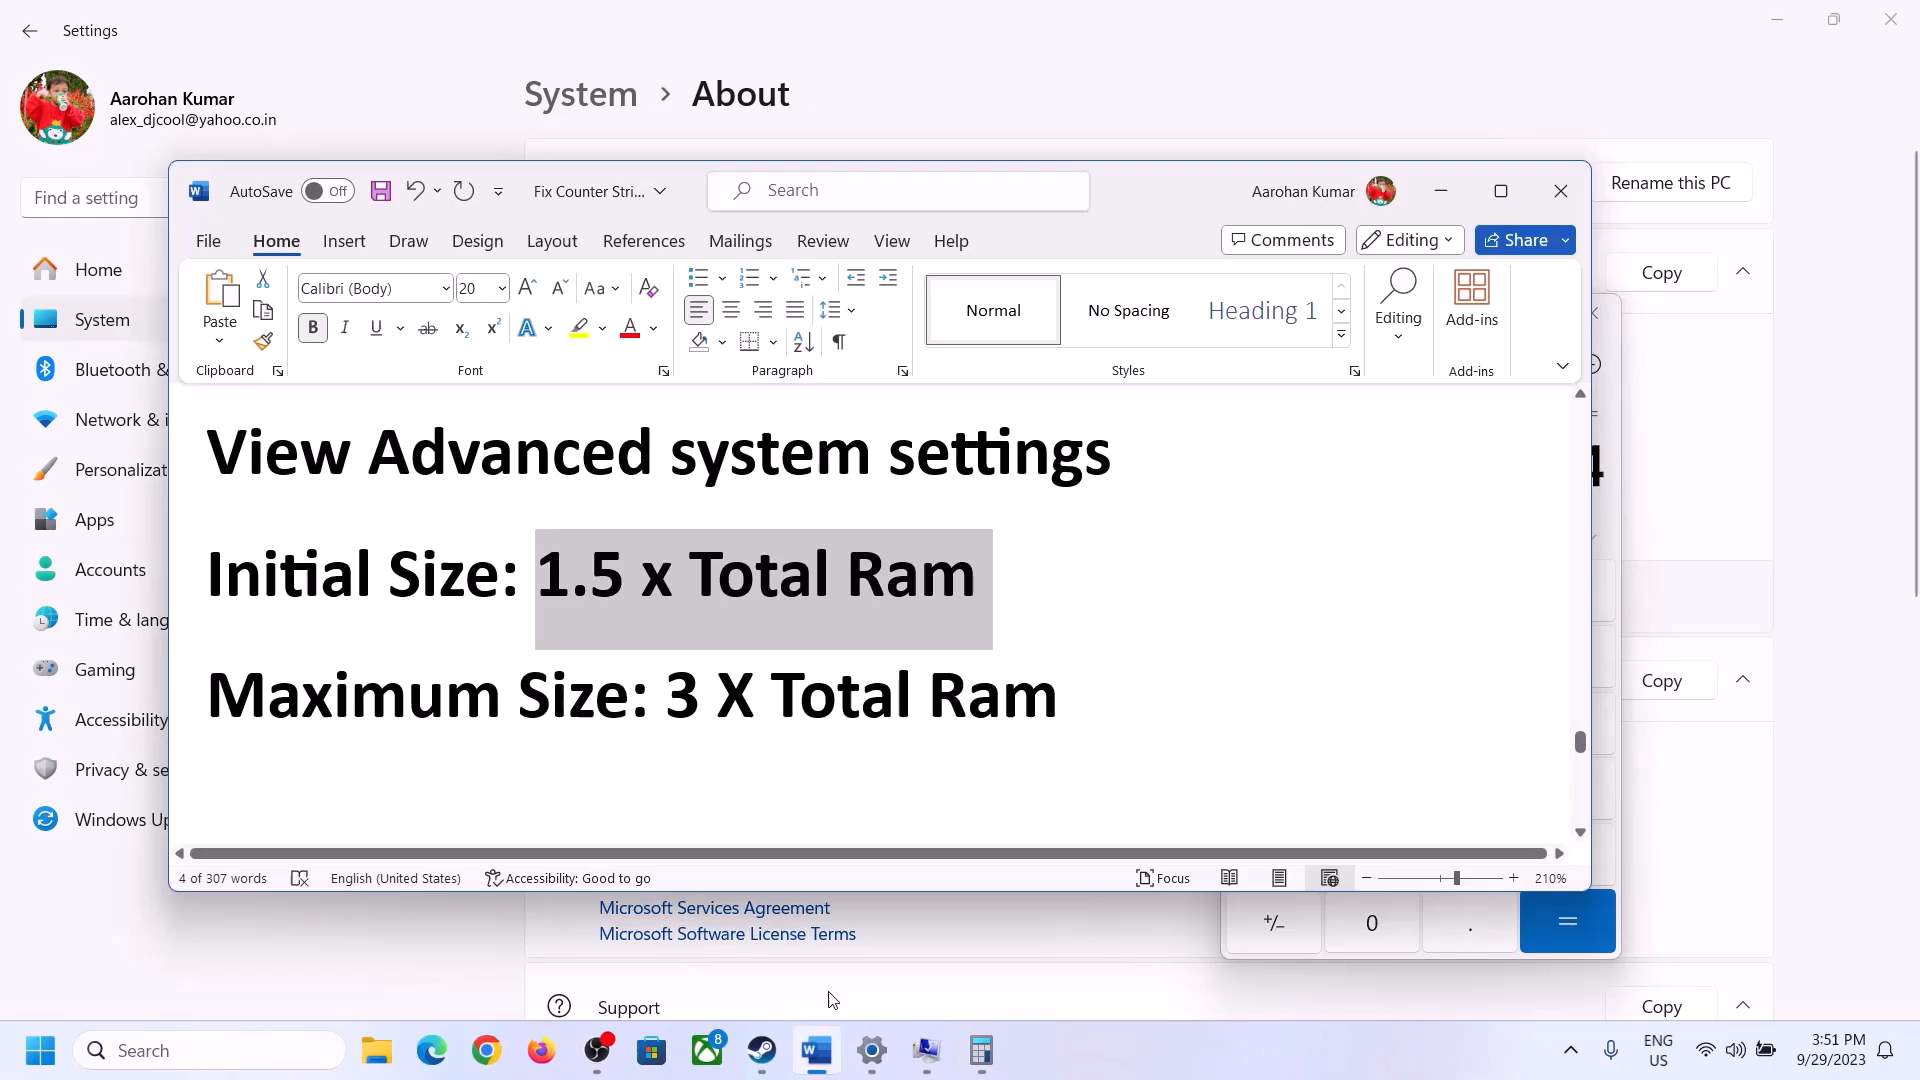 Settings
Aarohan Kumar
alex_djcool@yahoo.co.in
System > About
Find a setting
Rename this PC
Home
System
Bluetooth &
Network & i
Personalizat
Apps
Accounts
Time & lang
Gaming
Accessibility
Privacy & se
Windows Up
Copy
Copy
Copy
AutoSave Off
Fix Counter Stri...
Search
Aarohan Kumar
File Home Insert Draw Design Layout References Mailings Review View Help
Comments Editing Share
Paste
Calibri (Body) 20
Normal No Spacing Heading 1
Editing Add-ins
Clipboard Font Paragraph Styles Add-ins
View Advanced system settings
Initial Size: 1.5 x Total Ram
Maximum Size: 3 X Total Ram
4 of 307 words English (United States) Accessibility: Good to go
Focus 210%
4
+/− 0 . =
Microsoft Services Agreement
Microsoft Software License Terms
Support
Search
8
ENG
US
3:51 PM
9/29/2023